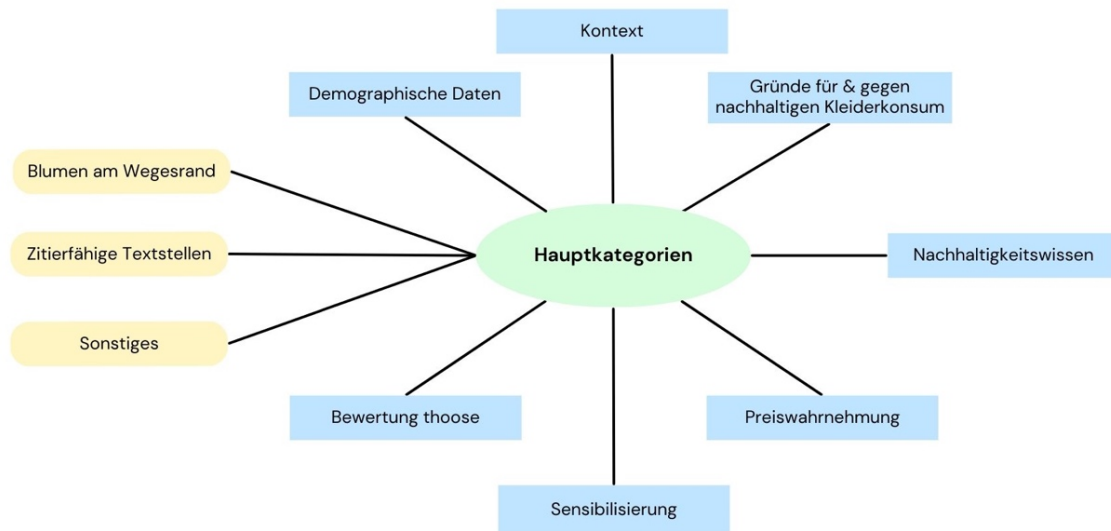 Kontext
Demographische Daten
Gründe für & gegen
nachhaltigen Kleiderkonsum
Blumen am Wegesrand
Zitierfähige Textstellen
Hauptkategorien
Nachhaltigkeitswissen
Sonstiges
Bewertung thoose
Preiswahrnehmung
Sensibilisierung